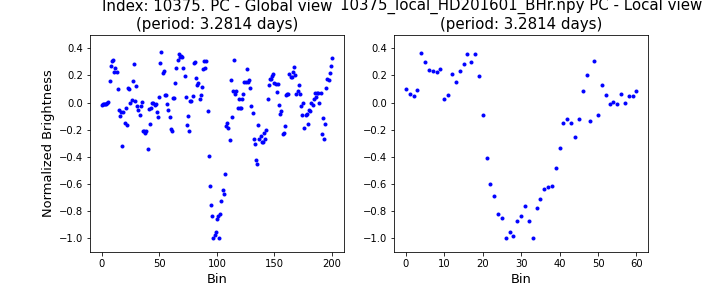 Index: 10375. PC - Global view
(period: 3.2814 days)
10375_local_HD201601_BHr.npy PC - Local view
(period: 3.2814 days)
Normalized Brightness
0.4
0.2
0.0
−0.2
−0.4
−0.6
−0.8
−1.0
0 50 100 150 200
Bin
0.4
0.2
0.0
−0.2
−0.4
−0.6
−0.8
−1.0
0 10 20 30 40 50 60
Bin